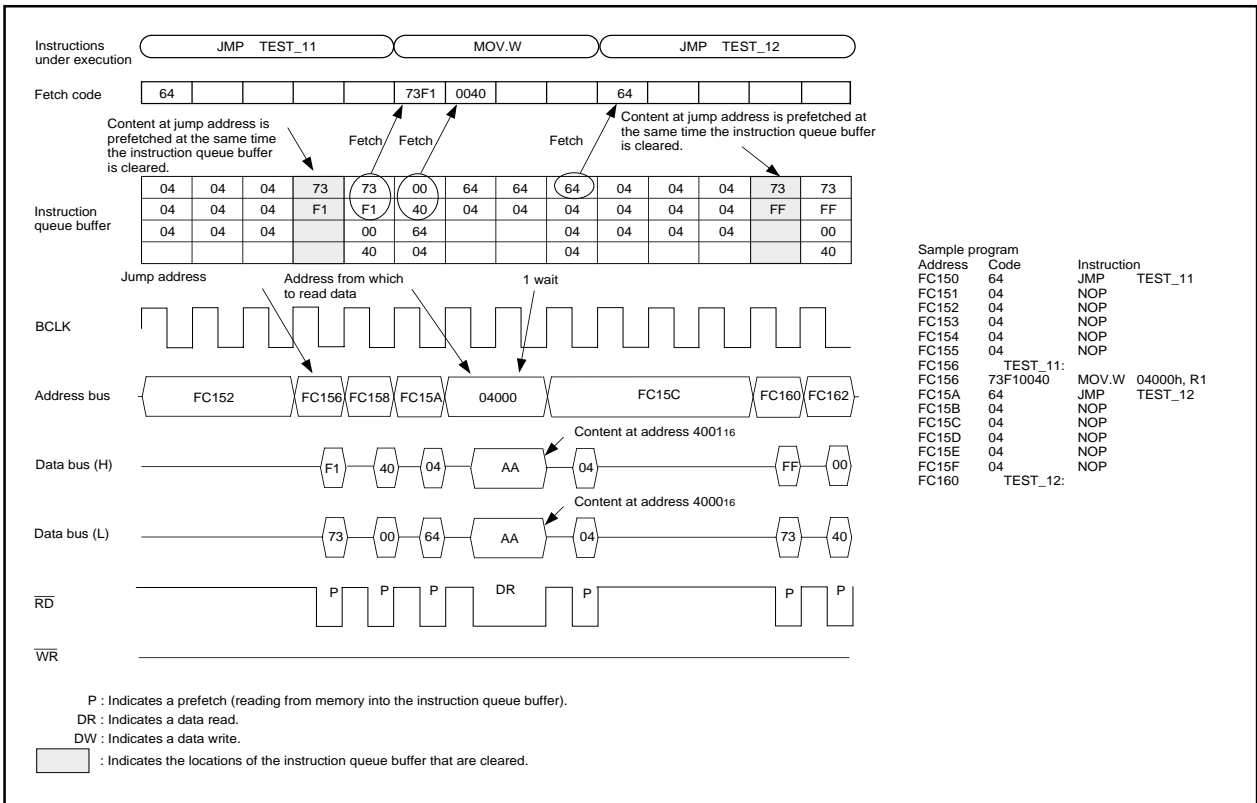 Instructions
under execution
JMP TEST_11
MOV.W
JMP TEST_12
Fetch code
64
73F1
0040
64
Content at jump address is
prefetched at the same time
the instruction queue buffer
is cleared.
Fetch
Fetch
Fetch
Content at jump address is prefetched at
the same time the instruction queue buffer
is cleared.
Instruction
queue buffer
04 04 04 73 73 00 64 64 64 04 04 04 73 73
04 04 04 F1 F1 40 04 04 04 04 04 04 FF FF
04 04 04 00 64 04 04 04 04 00
40 04 04 40
Jump address
Address from which
to read data
1 wait
BCLK
Address bus
FC152 FC156 FC158 FC15A 04000 FC15C FC160 FC162
Content at address 400116
Data bus (H)
F1 40 04 AA 04 FF 00
Content at address 400016
Data bus (L)
73 00 64 AA 04 73 40
RD
P P P DR P P P
WR
P : Indicates a prefetch (reading from memory into the instruction queue buffer).
DR : Indicates a data read.
DW : Indicates a data write.
: Indicates the locations of the instruction queue buffer that are cleared.
Sample program
Address Code Instruction
FC150 64 JMP TEST_11
FC151 04 NOP
FC152 04 NOP
FC153 04 NOP
FC154 04 NOP
FC155 04 NOP
FC156 TEST_11:
FC156 73F10040 MOV.W 04000h, R1
FC15A 64 JMP TEST_12
FC15B 04 NOP
FC15C 04 NOP
FC15D 04 NOP
FC15E 04 NOP
FC15F 04 NOP
FC160 TEST_12: